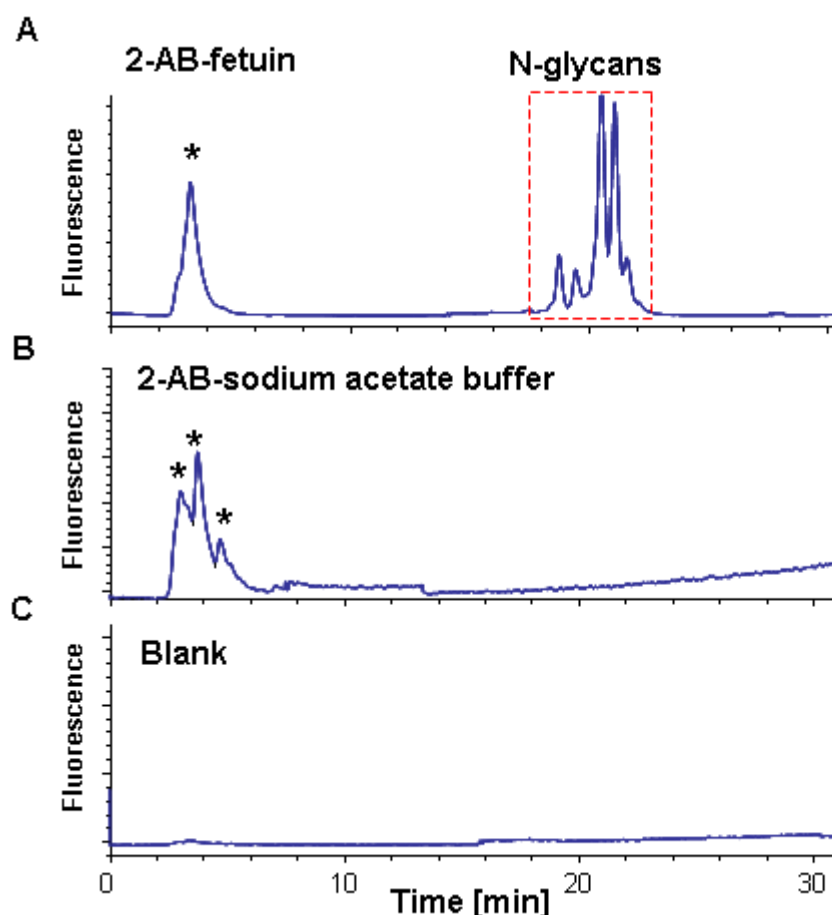 A
2-AB-fetuin
N-glycans
*
Fluorescence
B
2-AB-sodium acetate buffer
*
*
*
Fluorescence
C
Blank
Fluorescence
0 10 20 30
Time [min]